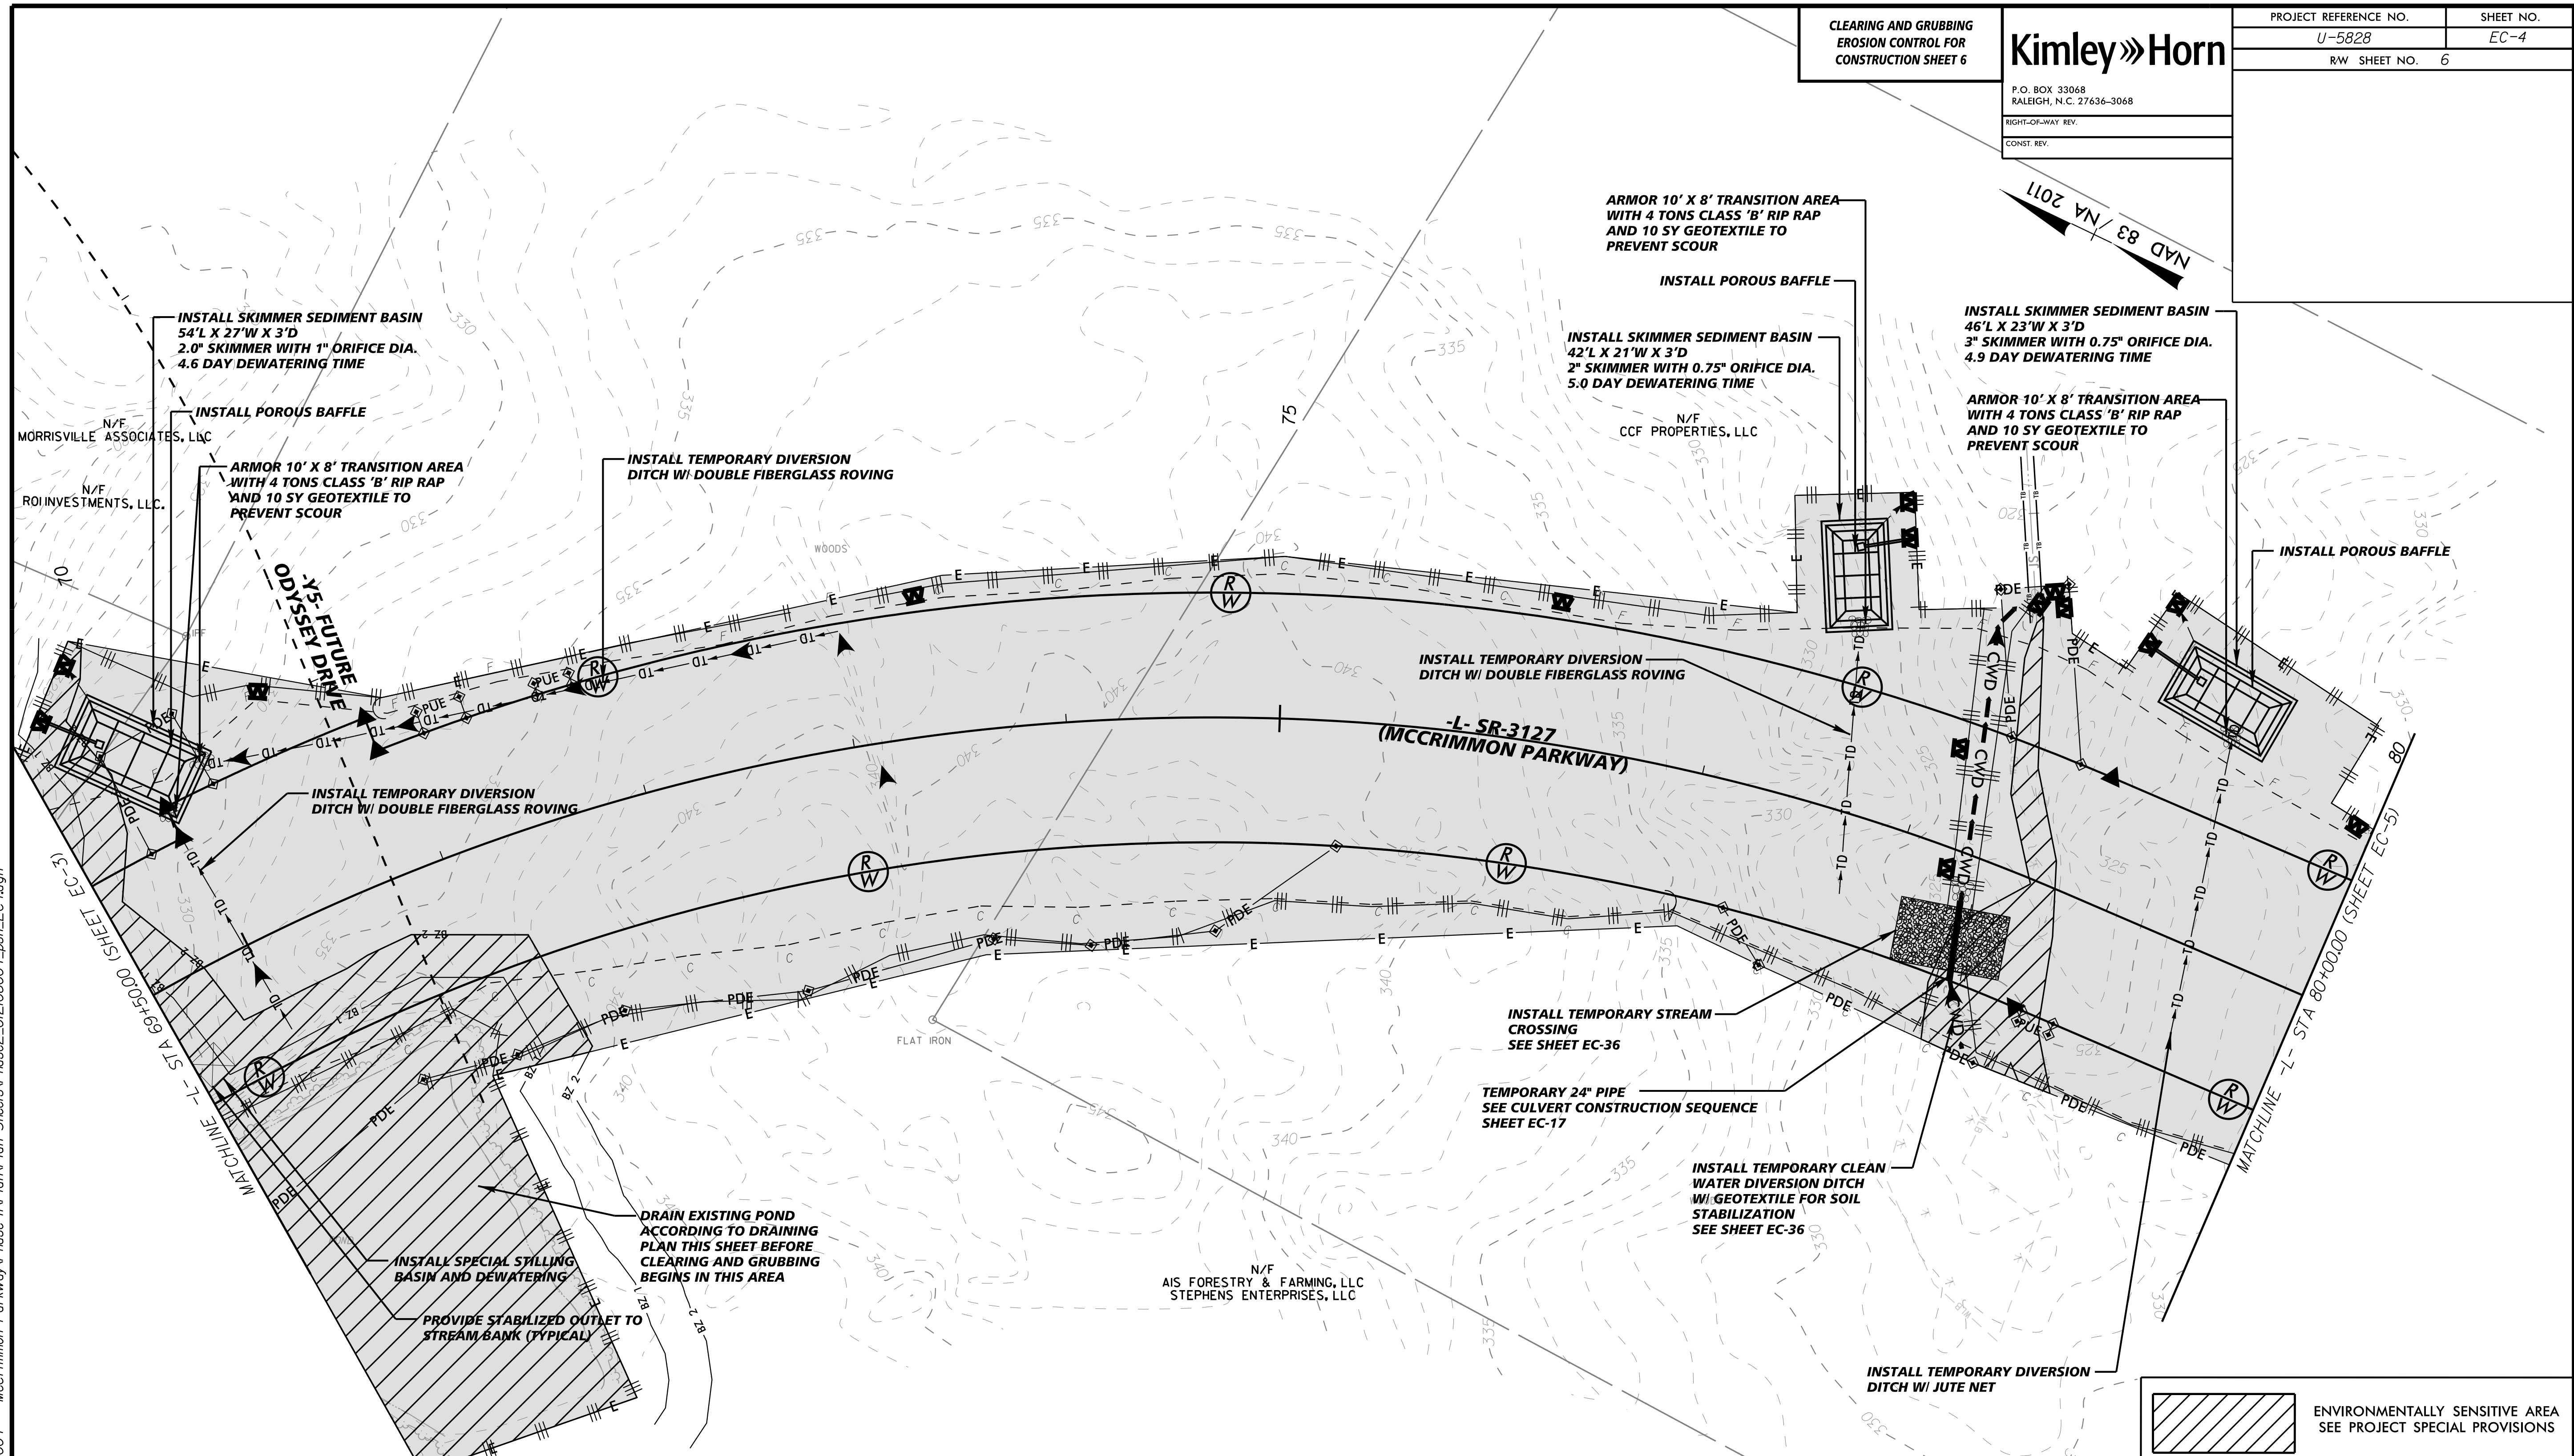 CLEARING AND GRUBBING
EROSION CONTROL FOR
CONSTRUCTION SHEET 6
Kimley»Horn
P.O. BOX 33068
RALEIGH, N.C. 27636–3068
RIGHT–OF–WAY REV.
CONST. REV.
PROJECT REFERENCE NO.
SHEET NO.
U-5828
EC-4
R/W SHEET NO. 6
NAD 83 / NA 2011
ARMOR 10' X 8' TRANSITION AREA
WITH 4 TONS CLASS 'B' RIP RAP
AND 10 SY GEOTEXTILE TO
PREVENT SCOUR
INSTALL POROUS BAFFLE
INSTALL SKIMMER SEDIMENT BASIN
42'L X 21'W X 3'D
2" SKIMMER WITH 0.75" ORIFICE DIA.
5.0 DAY DEWATERING TIME
N/F
CCF PROPERTIES, LLC
INSTALL SKIMMER SEDIMENT BASIN
46'L X 23'W X 3'D
3" SKIMMER WITH 0.75" ORIFICE DIA.
4.9 DAY DEWATERING TIME
ARMOR 10' X 8' TRANSITION AREA
WITH 4 TONS CLASS 'B' RIP RAP
AND 10 SY GEOTEXTILE TO
PREVENT SCOUR
INSTALL POROUS BAFFLE
INSTALL SKIMMER SEDIMENT BASIN
54'L X 27'W X 3'D
2.0" SKIMMER WITH 1" ORIFICE DIA.
4.6 DAY DEWATERING TIME
INSTALL POROUS BAFFLE
N/F
MORRISVILLE ASSOCIATES, LLC
ARMOR 10' X 8' TRANSITION AREA
WITH 4 TONS CLASS 'B' RIP RAP
AND 10 SY GEOTEXTILE TO
PREVENT SCOUR
N/F
ROI INVESTMENTS, LLC.
INSTALL TEMPORARY DIVERSION
DITCH W/ DOUBLE FIBERGLASS ROVING
70
75
80
WOODS
-Y5- FUTURE
ODYSSEY DRIVE
INSTALL TEMPORARY DIVERSION
DITCH W/ DOUBLE FIBERGLASS ROVING
INSTALL TEMPORARY DIVERSION
DITCH W/ DOUBLE FIBERGLASS ROVING
-L- SR-3127
(MCCRIMMON PARKWAY)
MATCHLINE -L- STA 69+50.00 (SHEET EC-3)
MATCHLINE -L- STA 80+00.00 (SHEET EC-5)
FLAT IRON
INSTALL TEMPORARY STREAM
CROSSING
SEE SHEET EC-36
TEMPORARY 24" PIPE
SEE CULVERT CONSTRUCTION SEQUENCE
SHEET EC-17
INSTALL TEMPORARY CLEAN
WATER DIVERSION DITCH
W/ GEOTEXTILE FOR SOIL
STABILIZATION
SEE SHEET EC-36
DRAIN EXISTING POND
ACCORDING TO DRAINING
PLAN THIS SHEET BEFORE
CLEARING AND GRUBBING
BEGINS IN THIS AREA
INSTALL SPECIAL STILLING
BASIN AND DEWATERING
PROVIDE STABILIZED OUTLET TO
STREAM BANK (TYPICAL)
N/F
AIS FORESTRY & FARMING, LLC
STEPHENS ENTERPRISES, LLC
INSTALL TEMPORARY DIVERSION
DITCH W/ JUTE NET
ENVIRONMENTALLY SENSITIVE AREA
SEE PROJECT SPECIAL PROVISIONS